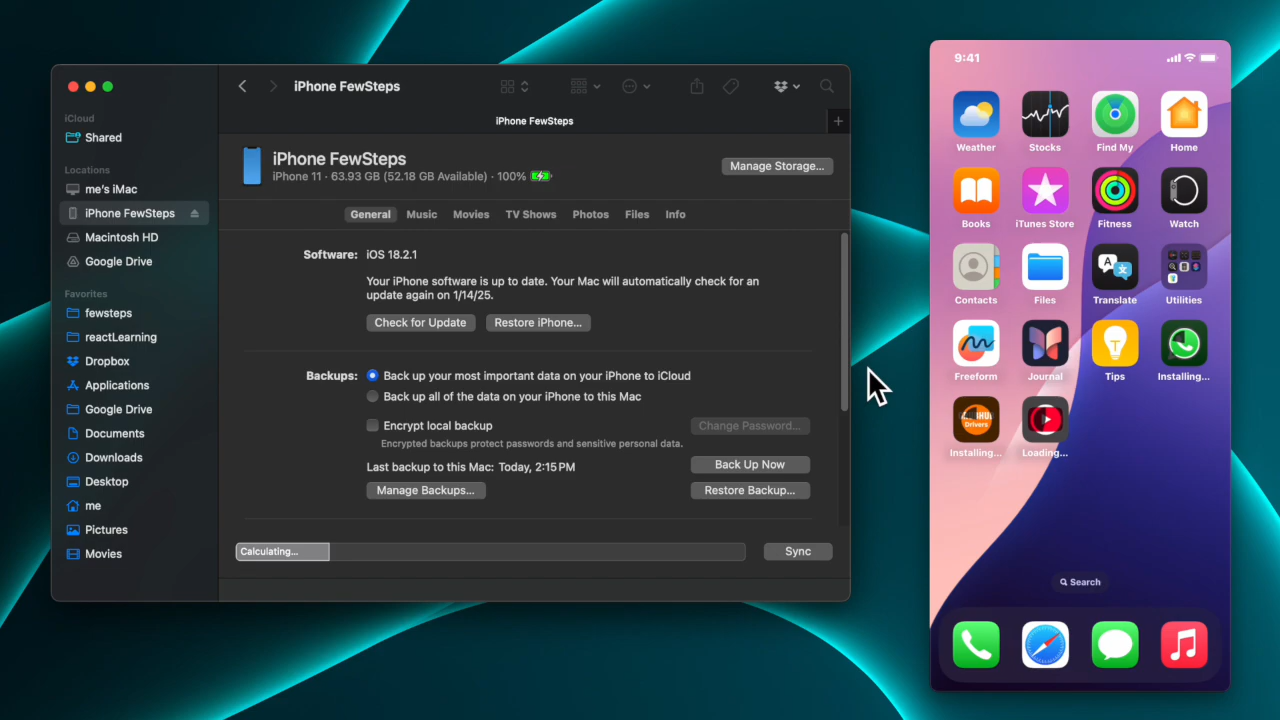 iCloud
Shared
Locations
me's iMac
iPhone FewSteps
Macintosh HD
Google Drive
Favorites
fewsteps
reactLearning
Dropbox
Applications
Google Drive
Documents
Downloads
Desktop
me
Pictures
Movies
iPhone FewSteps
iPhone FewSteps
iPhone FewSteps
iPhone 11 · 63.93 GB (52.18 GB Available) · 100%
Manage Storage...
General Music Movies TV Shows Photos Files Info
Software: iOS 18.2.1
Your iPhone software is up to date. Your Mac will automatically check for an
update again on 1/14/25.
Check for Update Restore iPhone...
Backups: Back up your most important data on your iPhone to iCloud
Back up all of the data on your iPhone to this Mac
Encrypt local backup Change Password...
Encrypted backups protect passwords and sensitive personal data.
Last backup to this Mac: Today, 2:15 PM Back Up Now
Manage Backups... Restore Backup...
Calculating... Sync
9:41
Weather Stocks Find My Home
Books iTunes Store Fitness Watch
Contacts Files Translate Utilities
Freeform Journal Tips Installing...
Drivers
Installing... Loading...
Search